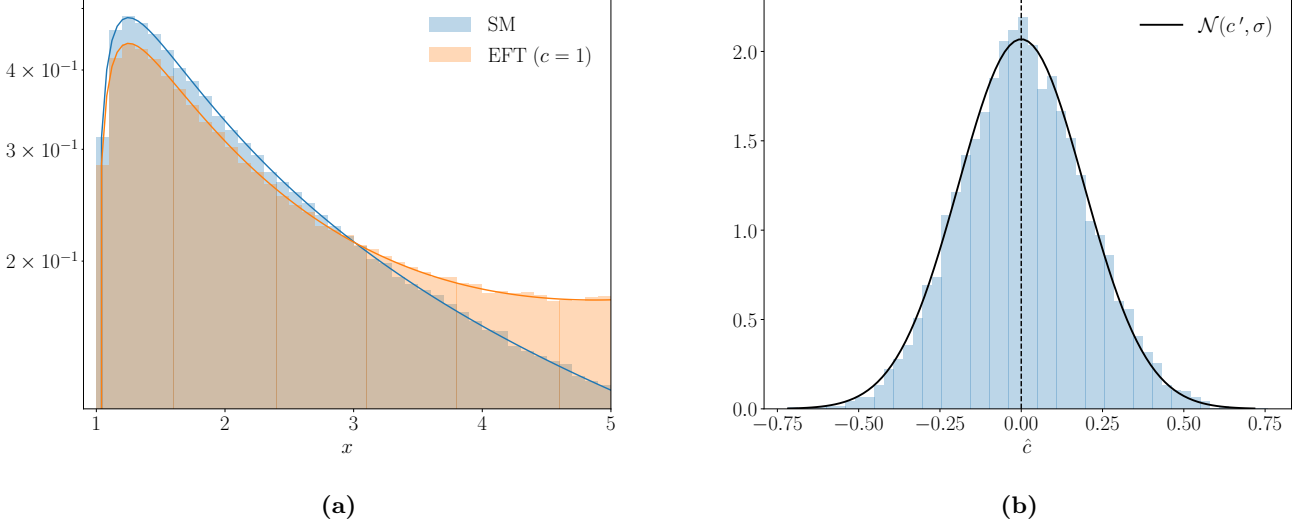 SM
EFT (c = 1)
4 × 10⁻¹
3 × 10⁻¹
2 × 10⁻¹
1
2
3
4
5
x
(a)
𝒩(c′, σ)
2.0
1.5
1.0
0.5
0.0
−0.75
−0.50
−0.25
0.00
0.25
0.50
0.75
ĉ
(b)